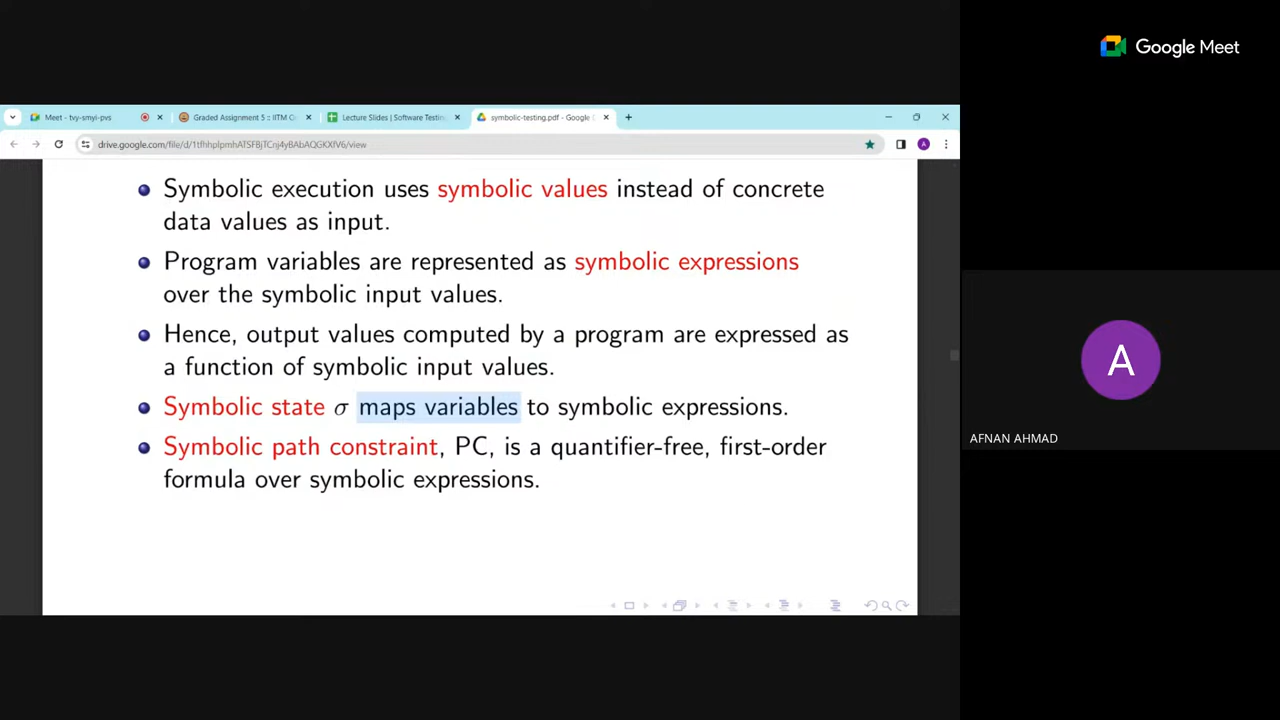 Google Meet
Meet - tvy-smyi-pvs
Graded Assignment 5 :: IITM O
Lecture Slides | Software Testin
symbolic-testing.pdf - Google
Symbolic execution uses symbolic values instead of concrete
data values as input.
Program variables are represented as symbolic expressions
over the symbolic input values.
Hence, output values computed by a program are expressed as
a function of symbolic input values.
Symbolic state σ maps variables to symbolic expressions.
Symbolic path constraint, PC, is a quantifier-free, first-order
formula over symbolic expressions.
A
AFNAN AHMAD